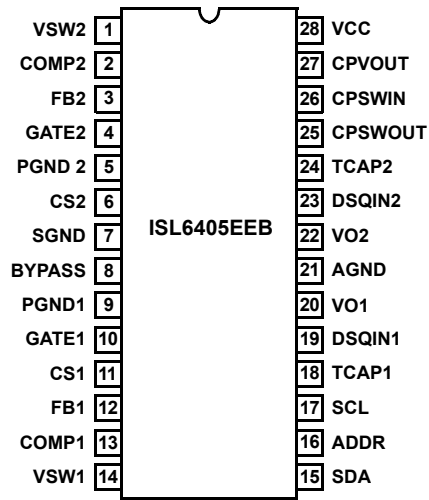 VSW2 1 28 VCC
COMP2 2 27 CPVOUT
FB2 3 26 CPSWIN
GATE2 4 25 CPSWOUT
PGND 2 5 24 TCAP2
CS2 6 23 DSQIN2
SGND 7 ISL6405EEB 22 VO2
BYPASS 8 21 AGND
PGND1 9 20 VO1
GATE1 10 19 DSQIN1
CS1 11 18 TCAP1
FB1 12 17 SCL
COMP1 13 16 ADDR
VSW1 14 15 SDA